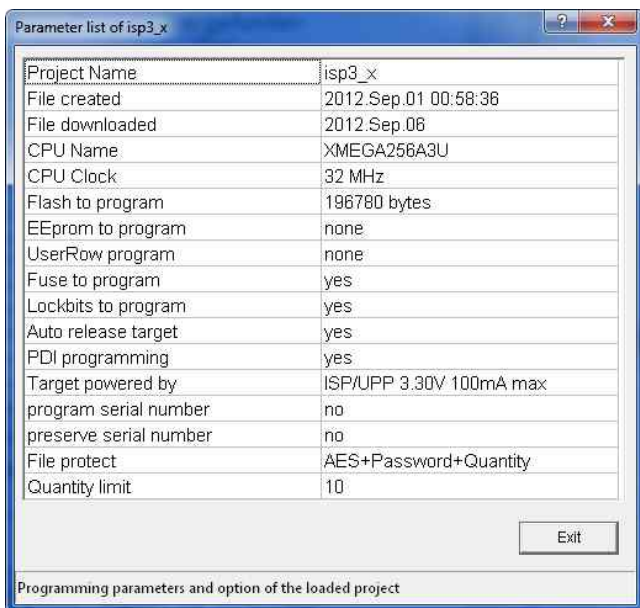 Parameter list of isp3_x
Project Name isp3_x
File created 2012.Sep.01 00:58:36
File downloaded 2012.Sep.06
CPU Name XMEGA256A3U
CPU Clock 32 MHz
Flash to program 196780 bytes
EEprom to program none
UserRow program none
Fuse to program yes
Lockbits to program yes
Auto release target yes
PDI programming yes
Target powered by ISP/UPP 3.30V 100mA max
program serial number no
preserve serial number no
File protect AES+Password+Quantity
Quantity limit 10
Exit
Programming parameters and option of the loaded project